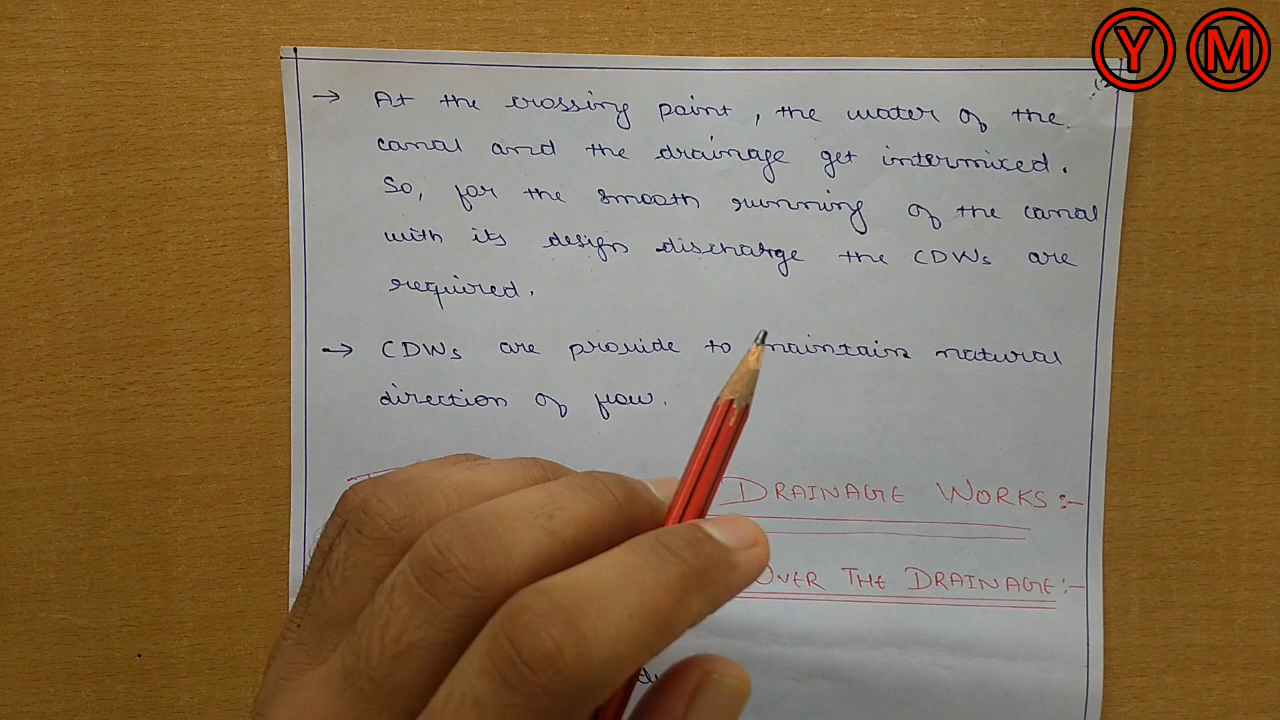 Y M
→ At the crossing point, the water of the
canal and the drainage get intermixed.
So, for the smooth running of the canal
with its design discharge the CDWs are
required.
→ CDWs are provide to maintain natural
direction of flow.
DRAINAGE WORKS:-
OVER THE DRAINAGE:-